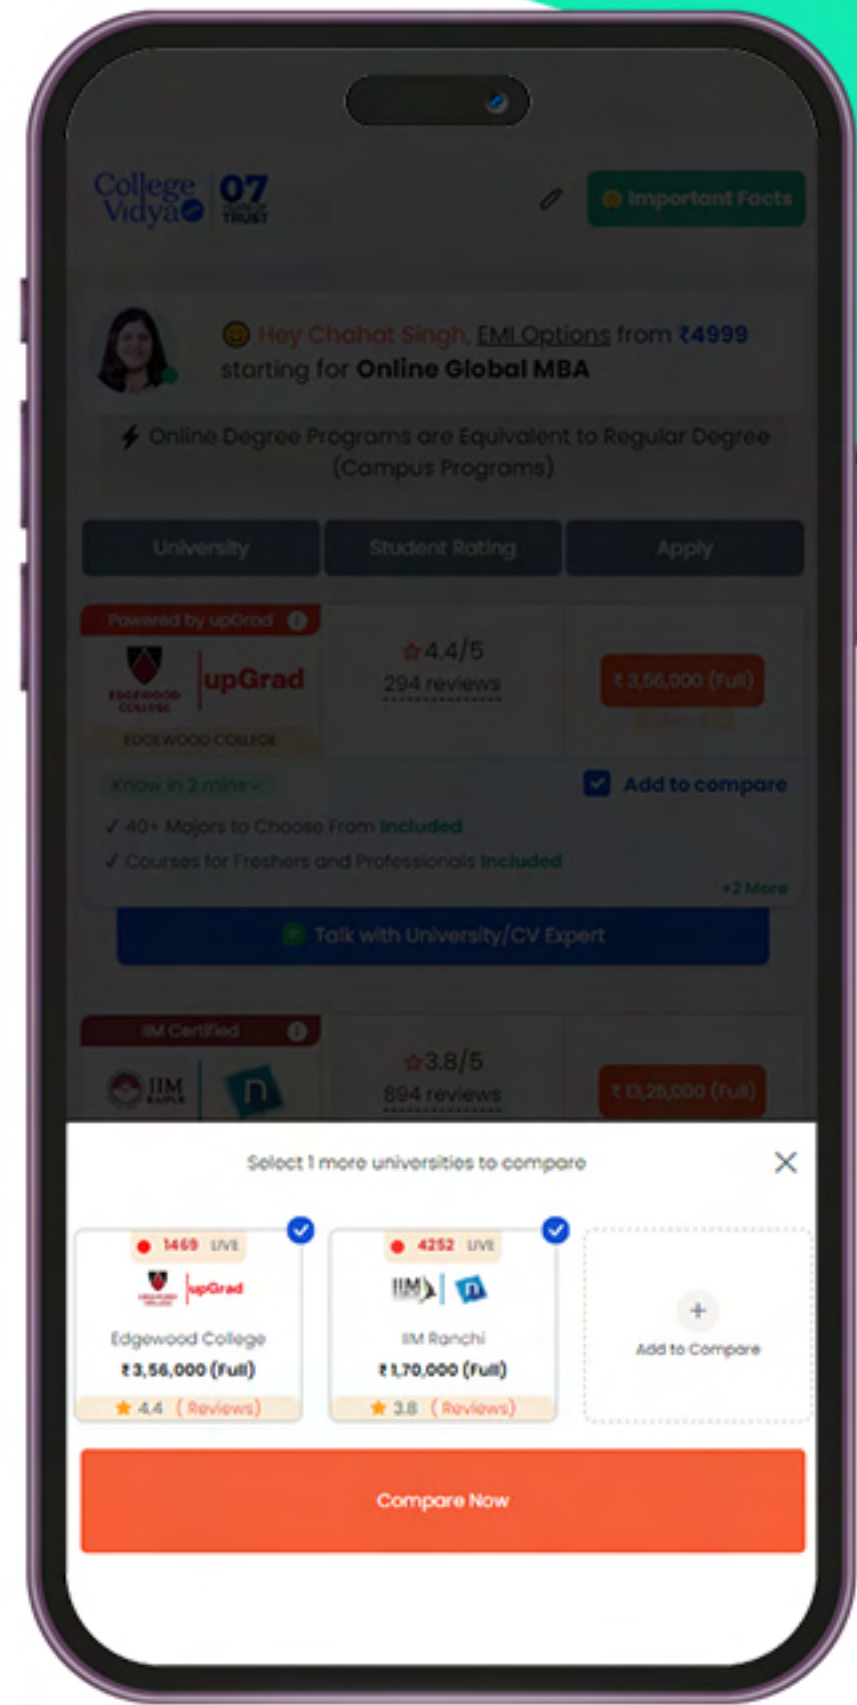 College
Vidya
07
YEARS OF
TRUST
Important Facts
Hey Chahat Singh, EMI Options from ₹4999
starting for Online Global MBA
Online Degree Programs are Equivalent to Regular Degree
(Campus Programs)
University
Student Rating
Apply
Powered by upGrad
EDGEWOOD
COLLEGE
upGrad
EDGEWOOD COLLEGE
4.4/5
294 reviews
₹ 3,56,000 (Full)
Know in 2 mins
Add to compare
✓ 40+ Majors to Choose From Included
✓ Courses for Freshers and Professionals Included
+2 More
Talk with University/CV Expert
IIM Certified
IIM
RAIPUR
n
3.8/5
894 reviews
₹ 13,25,000 (Full)
Select 1 more universities to compare
1469 LIVE
upGrad
Edgewood College
₹ 3,56,000 (Full)
4.4 ( Reviews)
4252 LIVE
IIM
n
IIM Ranchi
₹ 1,70,000 (Full)
3.8 ( Reviews)
+
Add to Compare
Compare Now